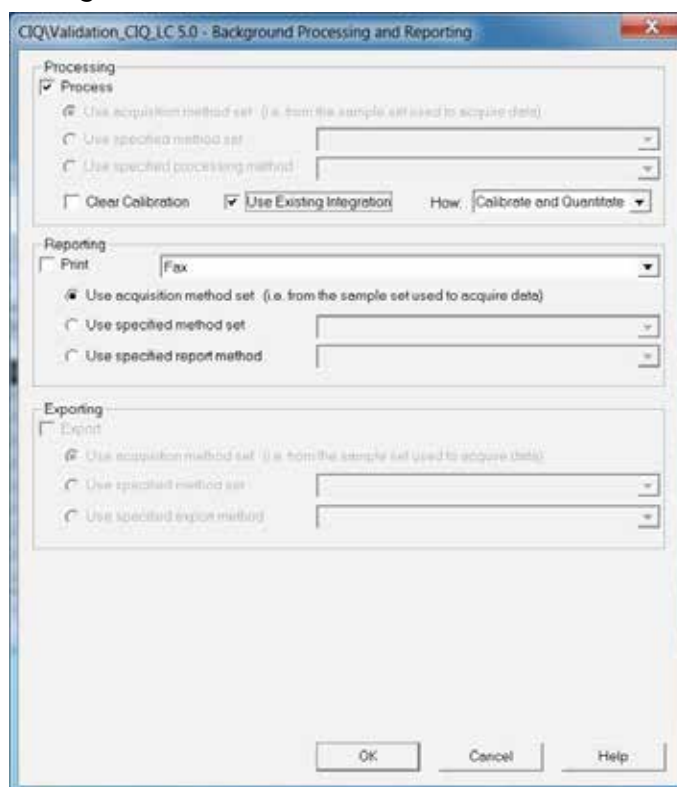 CIQ\Validation_CIQ_LC 5.0 - Background Processing and Reporting
Processing
Process
Use acquisition method set (i.e. from the sample set used to acquire data)
Use specified method set
Use specified processing method
Clear Calibration Use Existing Integration How: Calibrate and Quantitate
Reporting
Print Fax
Use acquisition method set (i.e. from the sample set used to acquire data)
Use specified method set
Use specified report method
Exporting
Export
Use acquisition method set (i.e. from the sample set used to acquire data)
Use specified method set
Use specified export method
OK Cancel Help